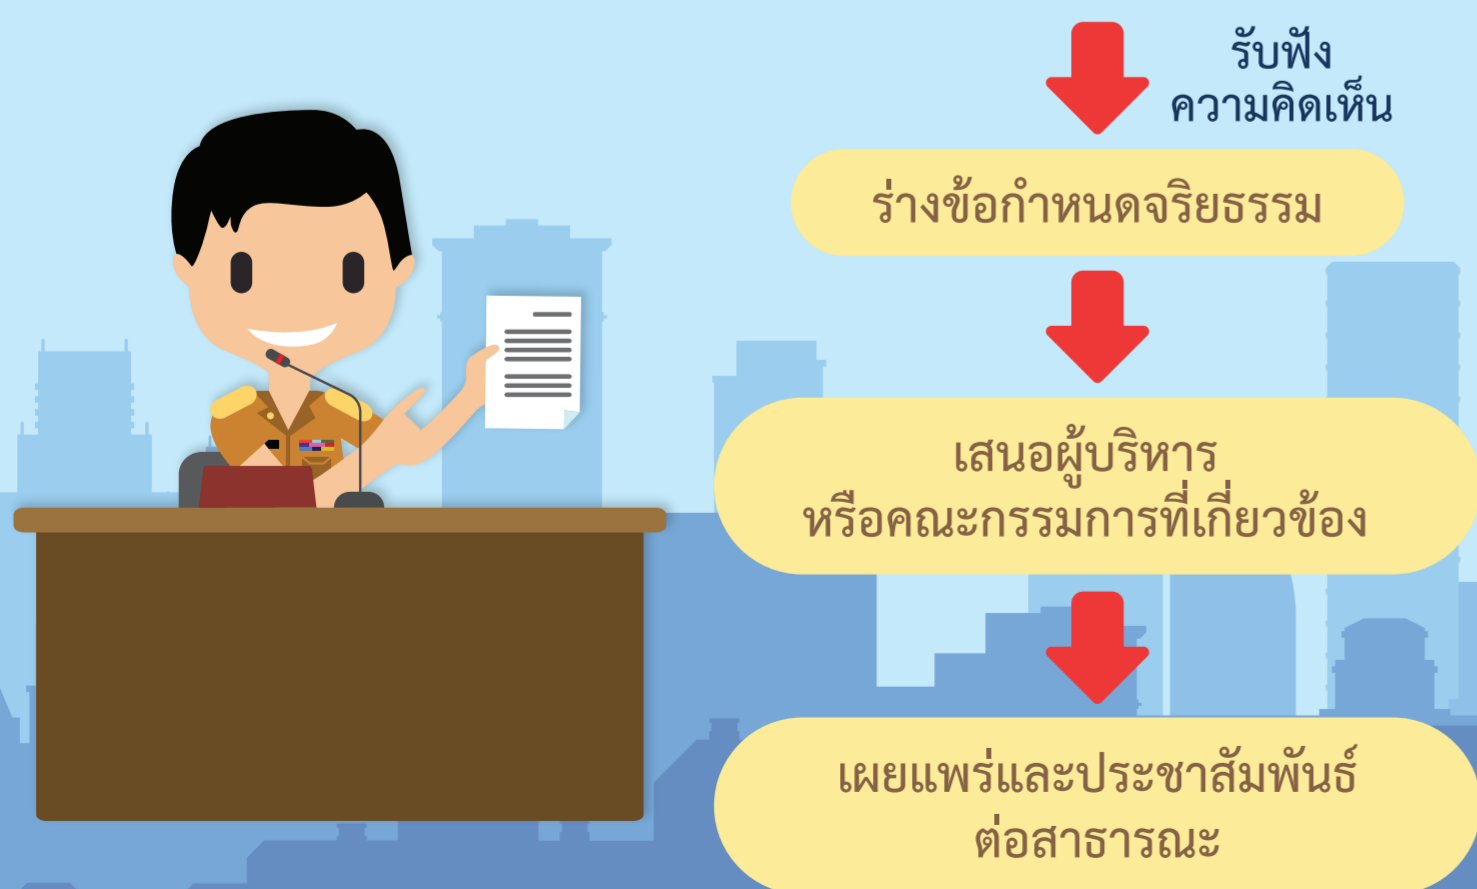 รับฟัง
ความคิดเห็น
ร่างข้อกำหนดจริยธรรม
เสนอผู้บริหาร
หรือคณะกรรมการที่เกี่ยวข้อง
เผยแพร่และประชาสัมพันธ์
ต่อสาธารณะ